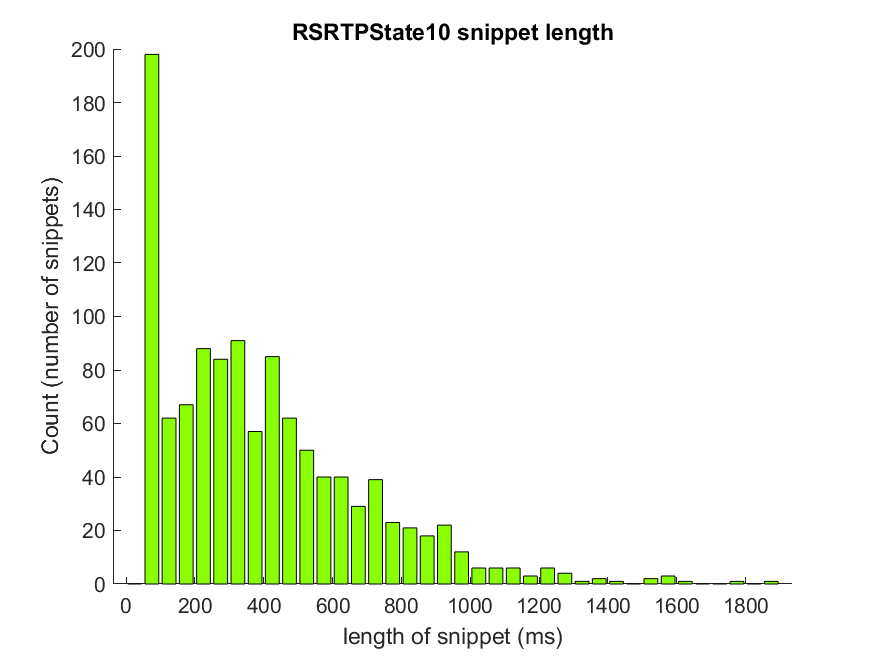 RSRTPState10 snippet length
200
180
160
140
120
100
80
60
40
20
0
Count (number of snippets)
0 200 400 600 800 1000 1200 1400 1600 1800
length of snippet (ms)